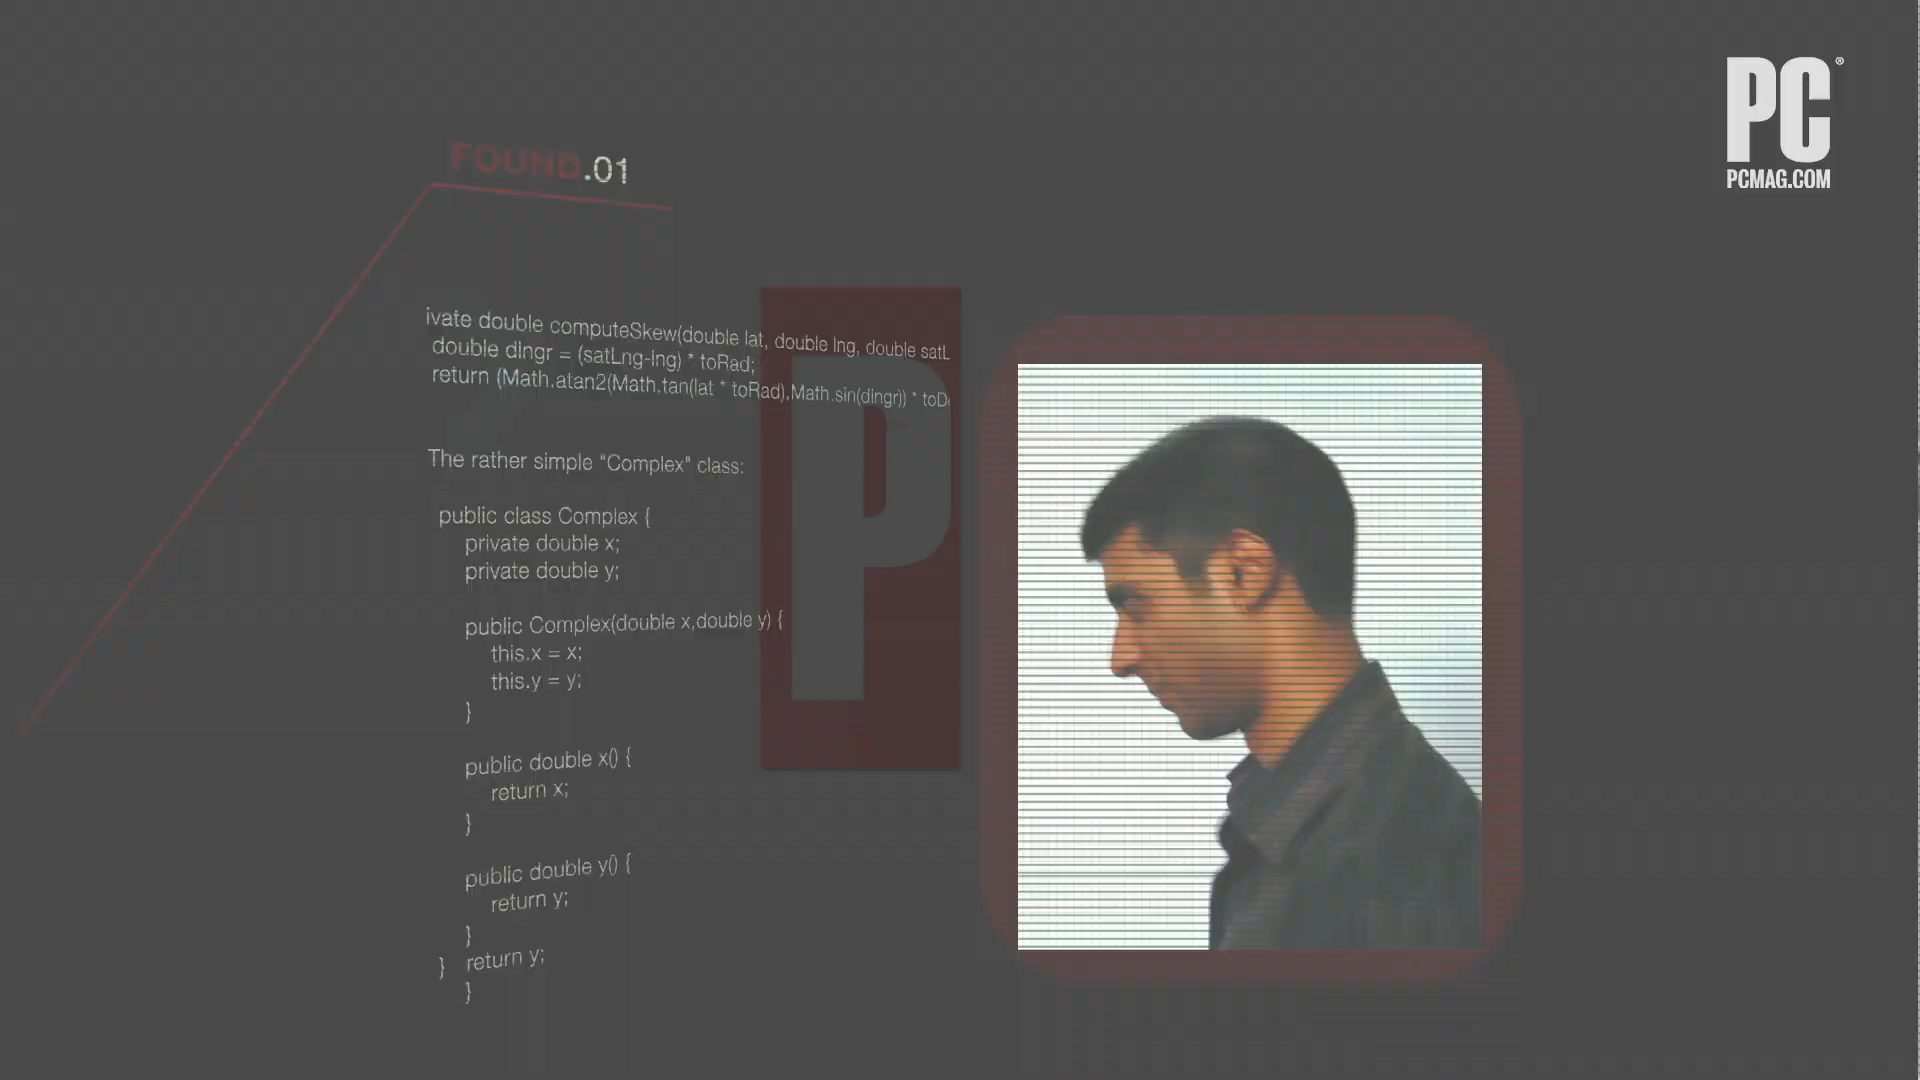 PC®
PCMAG.COM
FOUND.01
ivate double computeSkew(double lat, double lng, double satL
double dlngr = (satLng-lng) * toRad;
return (Math.atan2(Math.tan(lat * toRad),Math.sin(dlngr)) * toD
The rather simple "Complex" class:
public class Complex {
private double x;
private double y;
public Complex(double x,double y) {
this.x = x;
this.y = y;
}
public double x() {
return x;
}
public double y() {
return y;
}
} return y;
}
P